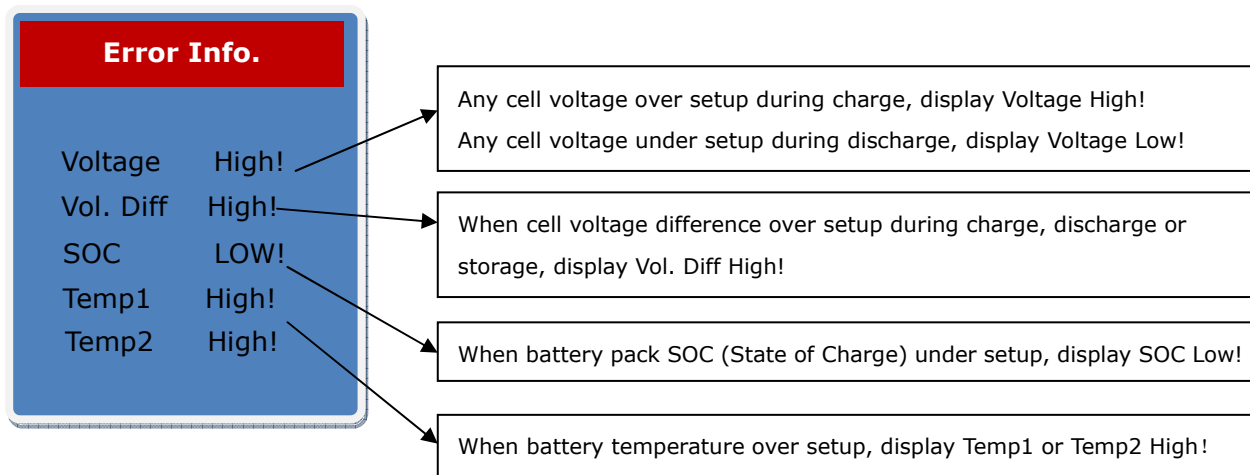 Error Info.
Voltage High!
Vol. Diff High!
SOC LOW!
Temp1 High!
Temp2 High!
Any cell voltage over setup during charge, display Voltage High!
Any cell voltage under setup during discharge, display Voltage Low!
When cell voltage difference over setup during charge, discharge or
storage, display Vol. Diff High!
When battery pack SOC (State of Charge) under setup, display SOC Low!
When battery temperature over setup, display Temp1 or Temp2 High!